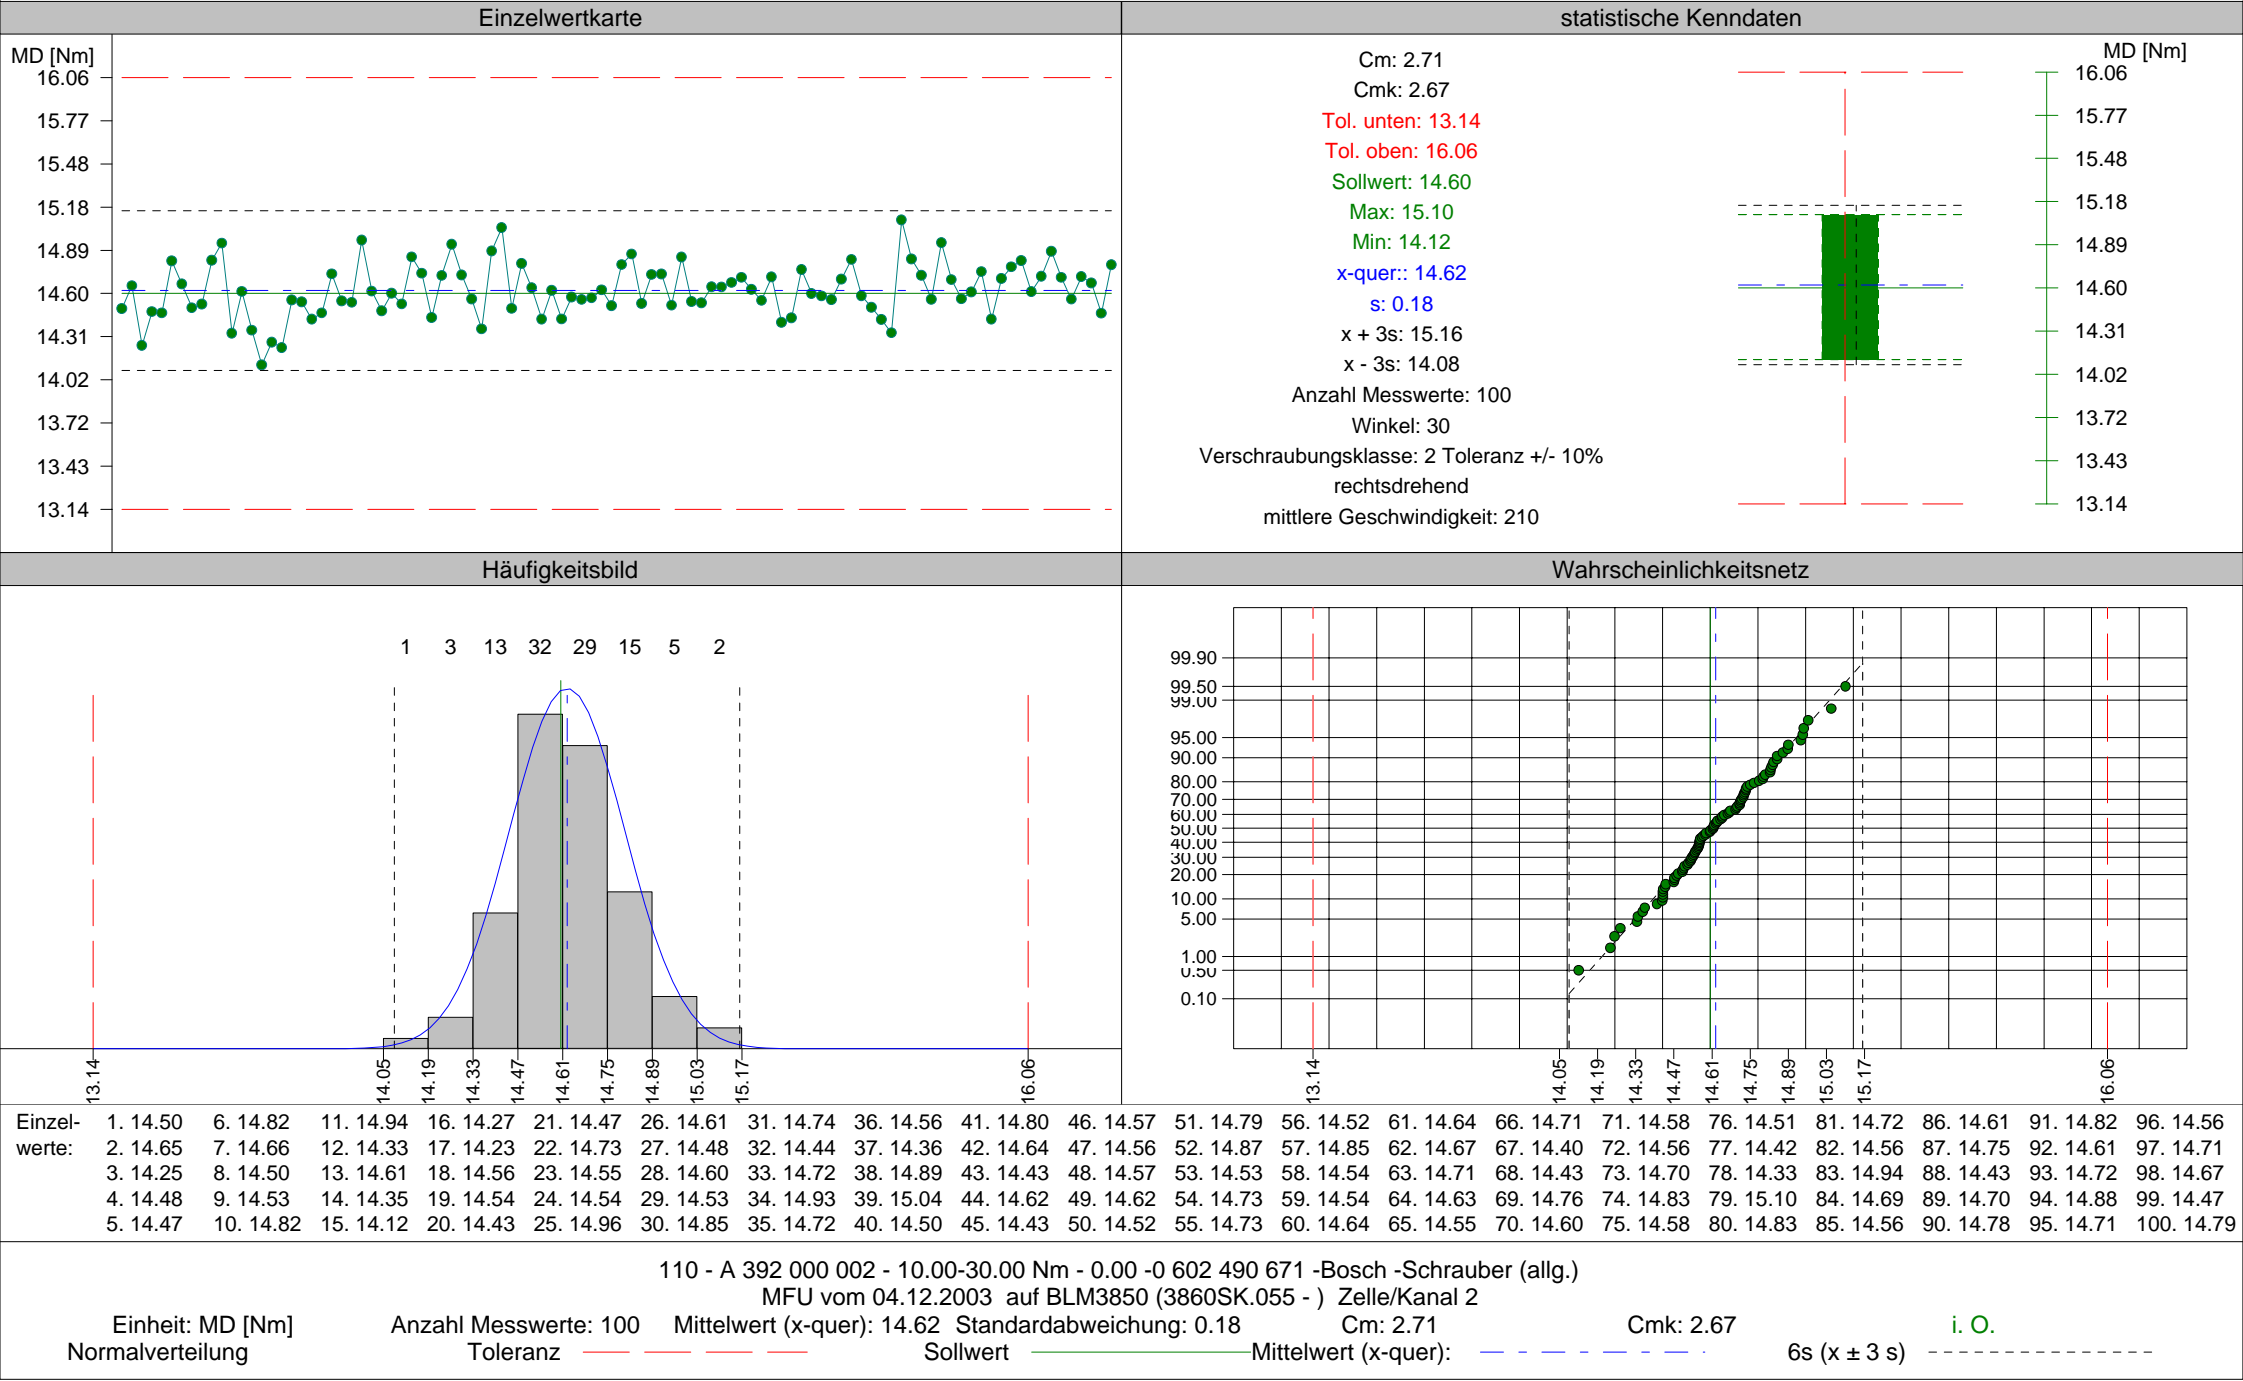 Einzelwertkarte
MD [Nm]
16.06
15.77
15.48
15.18
14.89
14.60
14.31
14.02
13.72
13.43
13.14
statistische Kenndaten
Cm: 2.71
Cmk: 2.67
Tol. unten: 13.14
Tol. oben: 16.06
Sollwert: 14.60
Max: 15.10
Min: 14.12
x-quer:: 14.62
s: 0.18
x + 3s: 15.16
x - 3s: 14.08
Anzahl Messwerte: 100
Winkel: 30
Verschraubungsklasse: 2 Toleranz +/- 10%
rechtsdrehend
mittlere Geschwindigkeit: 210
MD [Nm]
16.06
15.77
15.48
15.18
14.89
14.60
14.31
14.02
13.72
13.43
13.14
Häufigkeitsbild
1 3 13 32 29 15 5 2
13.14 14.05 14.19 14.33 14.47 14.61 14.75 14.89 15.03 15.17 16.06
Wahrscheinlichkeitsnetz
99.90
99.50
99.00
95.00
90.00
80.00
70.00
60.00
50.00
40.00
30.00
20.00
10.00
5.00
1.00
0.50
0.10
13.14 14.05 14.19 14.33 14.47 14.61 14.75 14.89 15.03 15.17 16.06
Einzel- 1. 14.50 6. 14.82 11. 14.94 16. 14.27 21. 14.47 26. 14.61 31. 14.74 36. 14.56 41. 14.80 46. 14.57 51. 14.79 56. 14.52 61. 14.64 66. 14.71 71. 14.58 76. 14.51 81. 14.72 86. 14.61 91. 14.82 96. 14.56
werte: 2. 14.65 7. 14.66 12. 14.33 17. 14.23 22. 14.73 27. 14.48 32. 14.44 37. 14.36 42. 14.64 47. 14.56 52. 14.87 57. 14.85 62. 14.67 67. 14.40 72. 14.56 77. 14.42 82. 14.56 87. 14.75 92. 14.61 97. 14.71
3. 14.25 8. 14.50 13. 14.61 18. 14.56 23. 14.55 28. 14.60 33. 14.72 38. 14.89 43. 14.43 48. 14.57 53. 14.53 58. 14.54 63. 14.71 68. 14.43 73. 14.70 78. 14.33 83. 14.94 88. 14.43 93. 14.72 98. 14.67
4. 14.48 9. 14.53 14. 14.35 19. 14.54 24. 14.54 29. 14.53 34. 14.93 39. 15.04 44. 14.62 49. 14.62 54. 14.73 59. 14.54 64. 14.63 69. 14.76 74. 14.83 79. 15.10 84. 14.69 89. 14.70 94. 14.88 99. 14.47
5. 14.47 10. 14.82 15. 14.12 20. 14.43 25. 14.96 30. 14.85 35. 14.72 40. 14.50 45. 14.43 50. 14.52 55. 14.73 60. 14.64 65. 14.55 70. 14.60 75. 14.58 80. 14.83 85. 14.56 90. 14.78 95. 14.71 100. 14.79
110 - A 392 000 002 - 10.00-30.00 Nm - 0.00 -0 602 490 671 -Bosch -Schrauber (allg.)
MFU vom 04.12.2003 auf BLM3850 (3860SK.055 - ) Zelle/Kanal 2
Einheit: MD [Nm] Anzahl Messwerte: 100 Mittelwert (x-quer): 14.62 Standardabweichung: 0.18 Cm: 2.71 Cmk: 2.67 i. O.
Normalverteilung Toleranz Sollwert Mittelwert (x-quer): 6s (x ± 3 s)